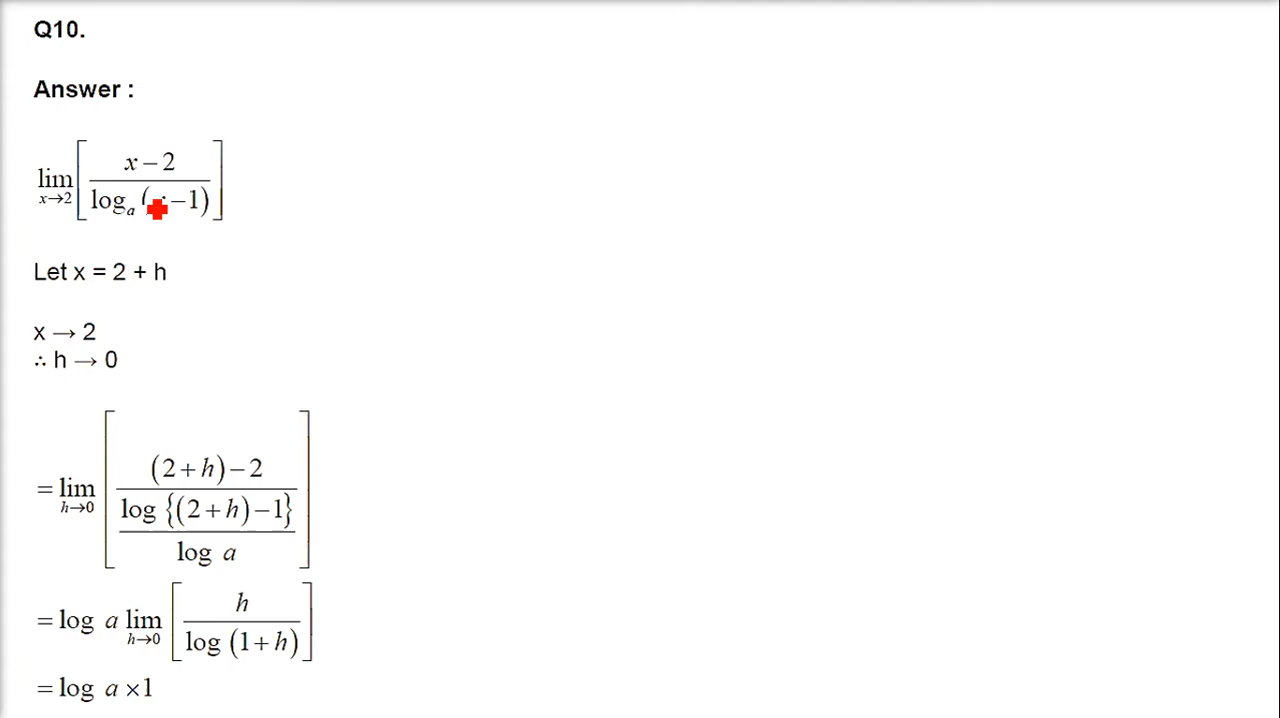 Q10.
Answer :
lim x→2 [ x − 2 / log a ( − 1) ]
Let x = 2 + h
x → 2
∴ h → 0
= lim h→0 [ (2 + h) − 2 / log {(2 + h) − 1} / log a ]
= log a lim h→0 [ h / log (1 + h) ]
= log a × 1